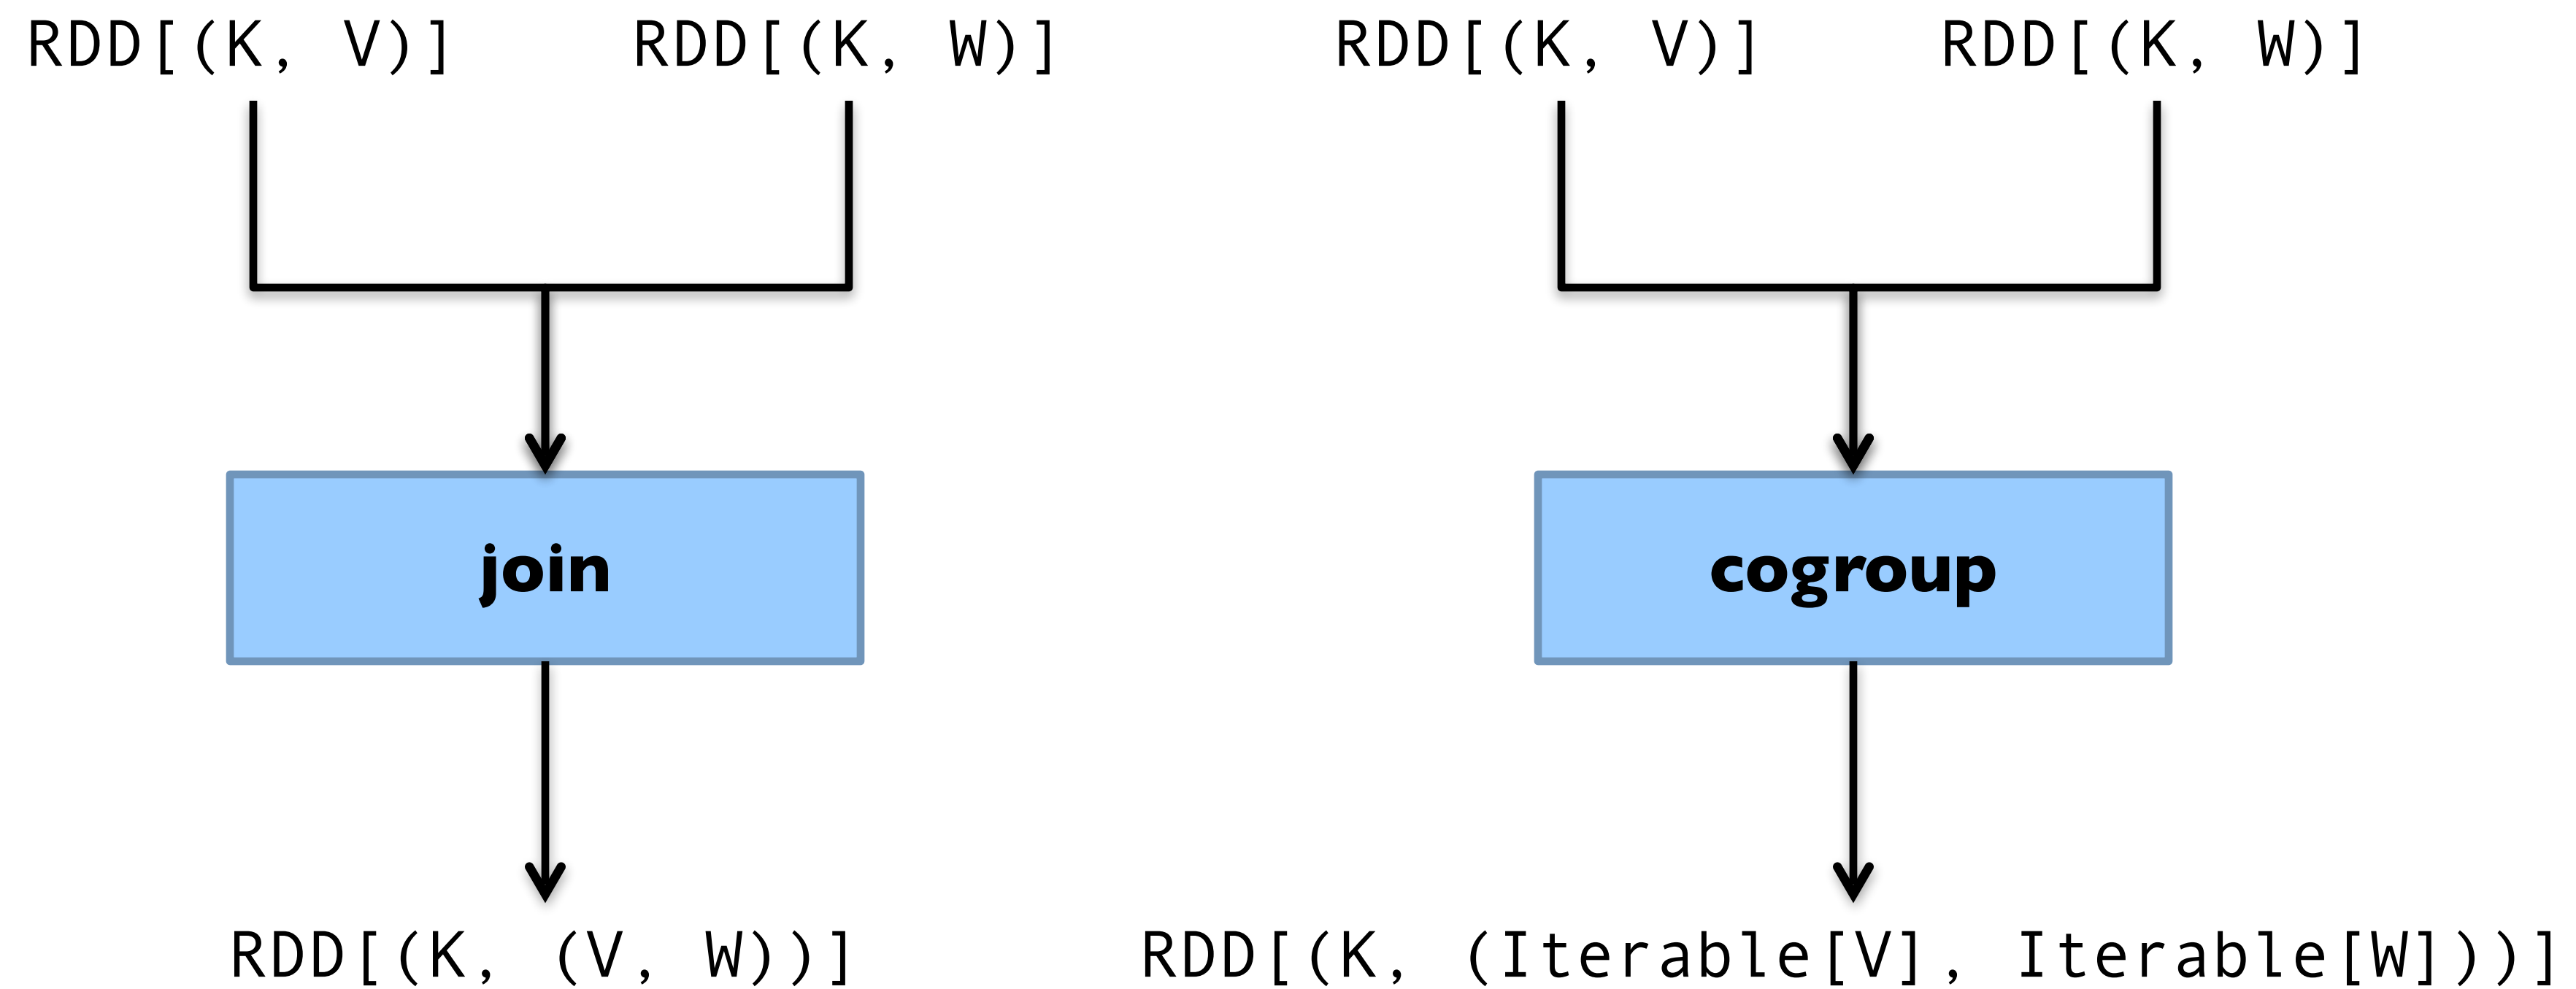 RDD[(K, V)]
RDD[(K, W)]
join
RDD[(K, (V, W))]
RDD[(K, V)]
RDD[(K, W)]
cogroup
RDD[(K, (Iterable[V], Iterable[W]))]